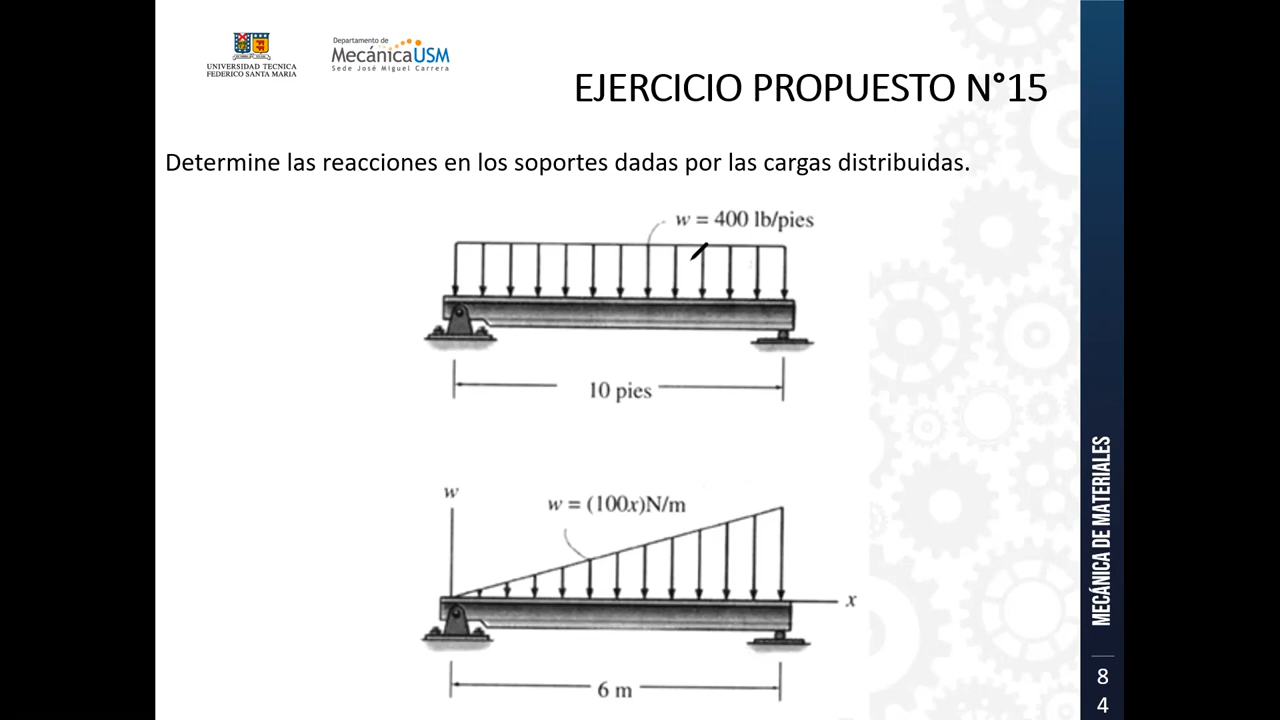 UNIVERSIDAD TECNICA
FEDERICO SANTA MARIA
Departamento de
MecánicaUSM
Sede José Miguel Carrera
EJERCICIO PROPUESTO N°15
Determine las reacciones en los soportes dadas por las cargas distribuidas.
w = 400 lb/pies
10 pies
w
w = (100x)N/m
x
6 m
MECÁNICA DE MATERIALES
8
4